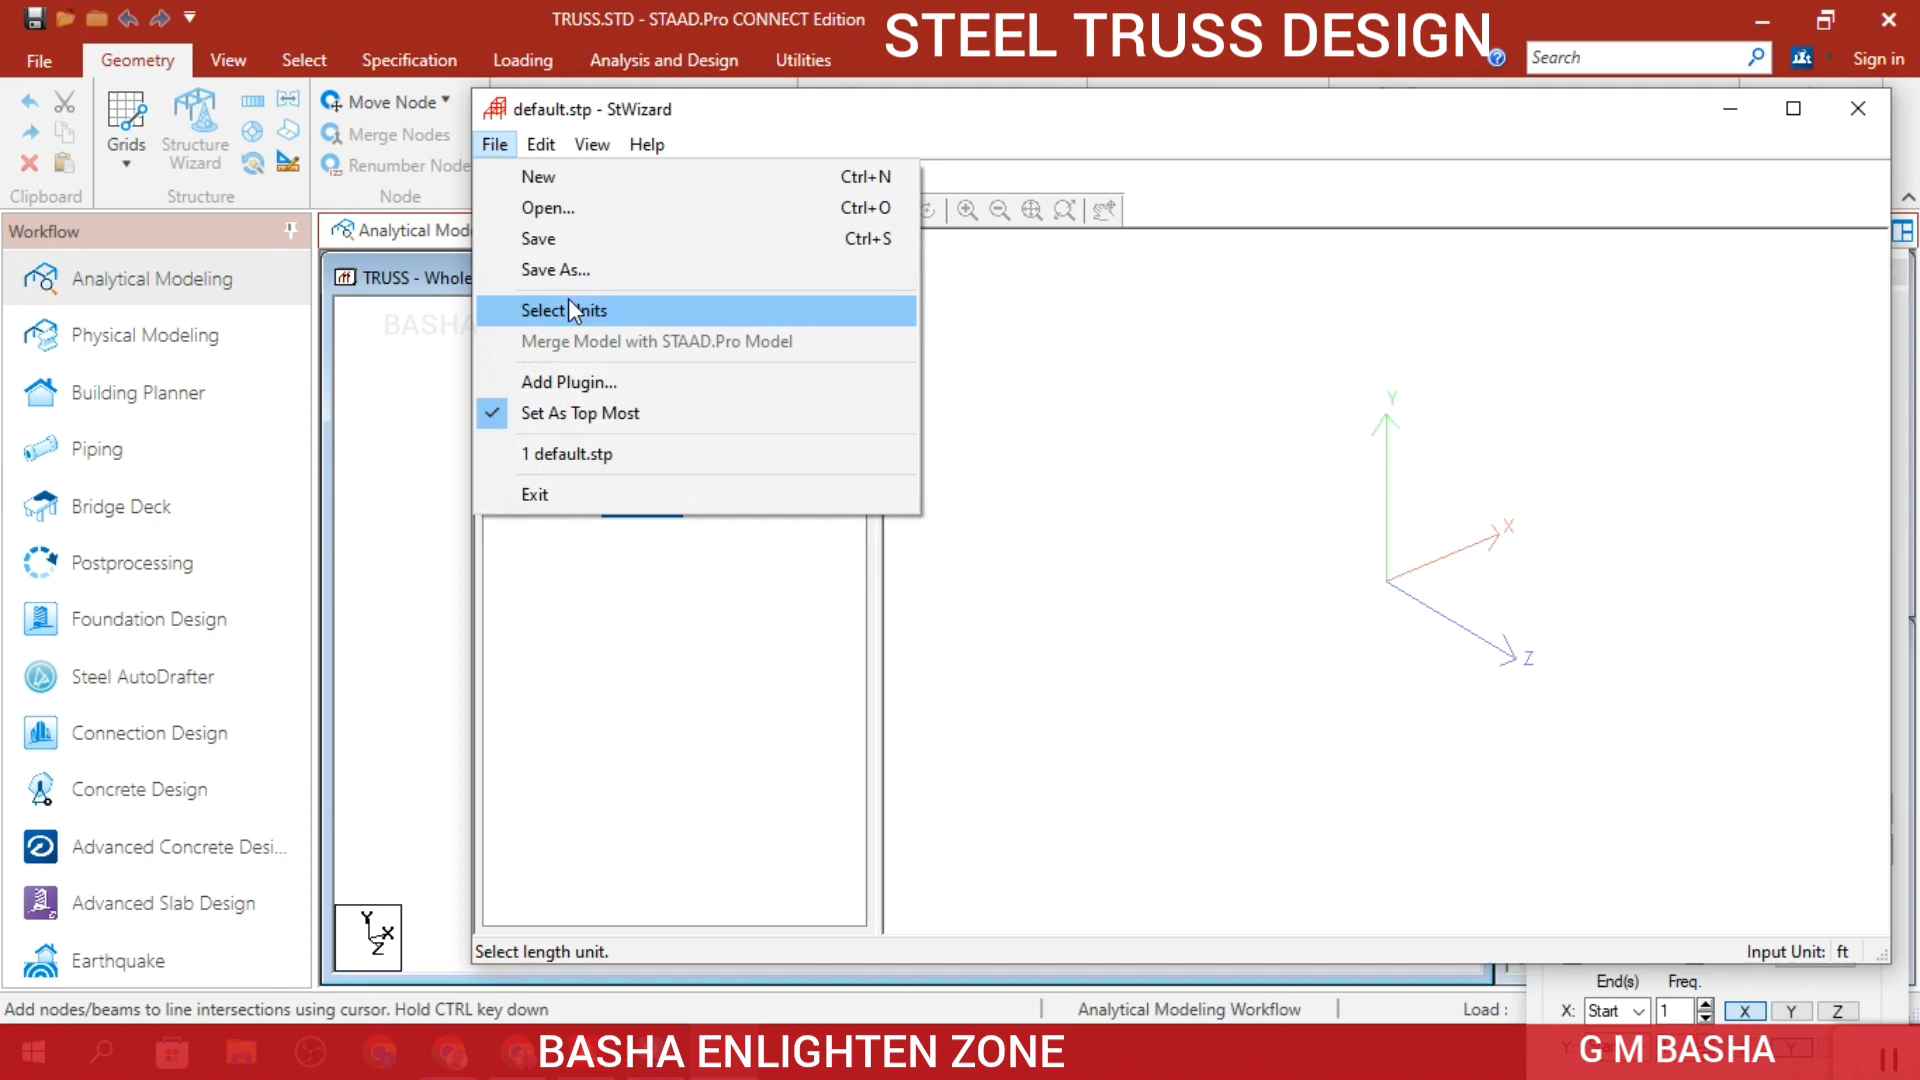 TRUSS.STD - STAAD.Pro CONNECT Edition
STEEL TRUSS DESIGN
Search
Sign in
File
Geometry
View
Select
Specification
Loading
Analysis and Design
Utilities
Grids
Structure
Wizard
Move Node
Merge Nodes
Renumber Node
Clipboard
Structure
Node
default.stp - StWizard
File
Edit
View
Help
New Ctrl+N
Open... Ctrl+O
Save Ctrl+S
Save As...
Select Units
Merge Model with STAAD.Pro Model
Add Plugin...
Set As Top Most
1 default.stp
Exit
Workflow
Analytical Modeling
Physical Modeling
Building Planner
Piping
Bridge Deck
Postprocessing
Foundation Design
Steel AutoDrafter
Connection Design
Concrete Design
Advanced Concrete Desi...
Advanced Slab Design
Earthquake
Analytical Mod
TRUSS - Whole
BASHA
Y
X
Z
Y
X
Z
Select length unit.
Input Unit: ft
End(s) Freq.
X: Start 1 X Y Z
Add nodes/beams to line intersections using cursor. Hold CTRL key down
Analytical Modeling Workflow
Load :
BASHA ENLIGHTEN ZONE
G M BASHA